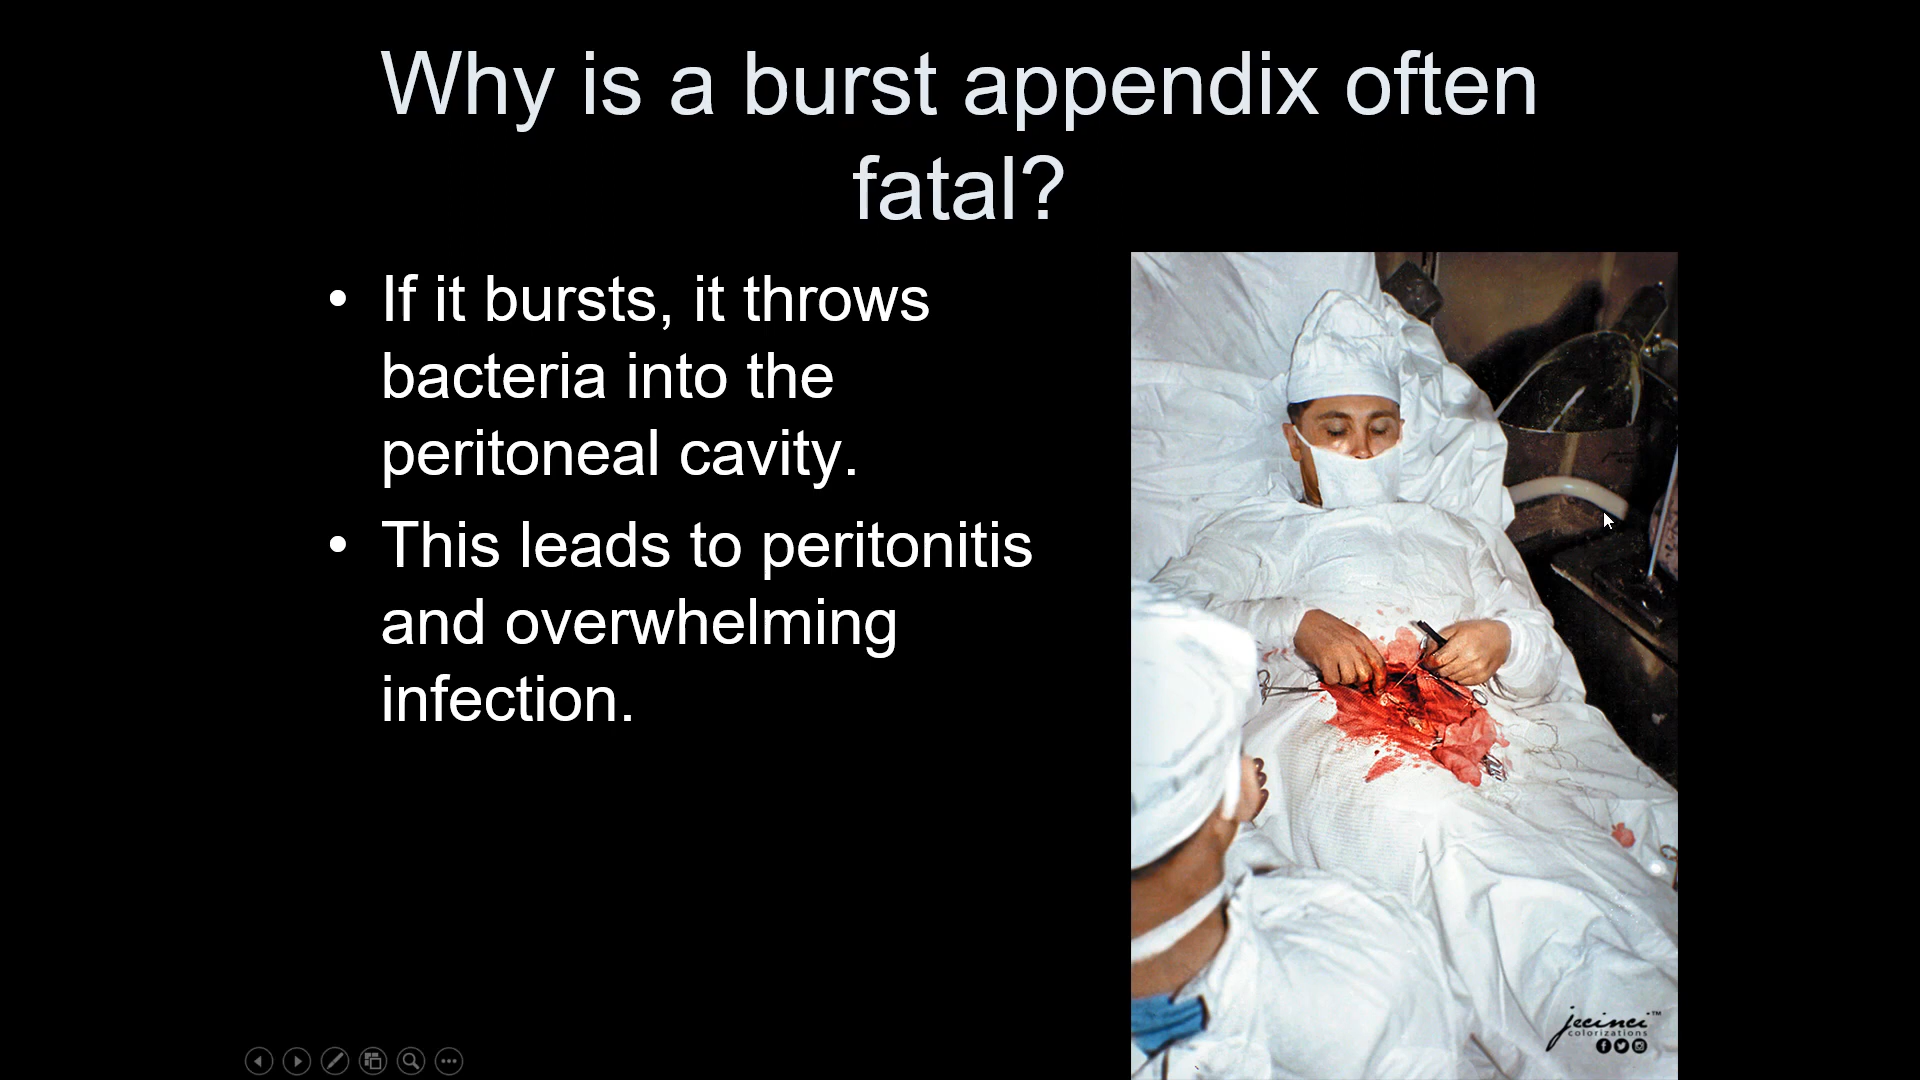 Why is a burst appendix often
fatal?
• If it bursts, it throws
bacteria into the
peritoneal cavity.
• This leads to peritonitis
and overwhelming
infection.
jecinci™
colorizations